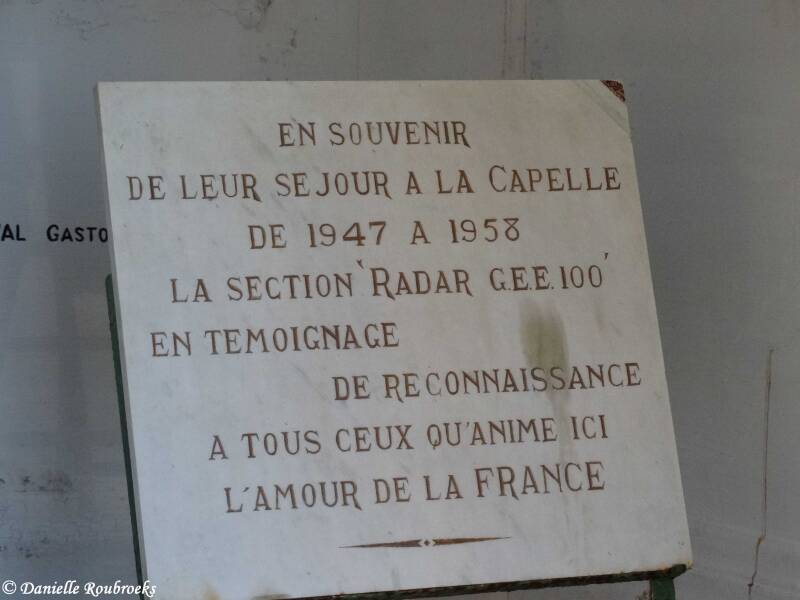 EN SOUVENIR
DE LEUR SEJOUR A LA CAPELLE
DE 1947 A 1958
LA SECTION 'RADAR G.E.E. 100'
EN TEMOIGNAGE
DE RECONNAISSANCE
A TOUS CEUX QU'ANIME ICI
L'AMOUR DE LA FRANCE
AL GASTO
© Danielle Roubroeks